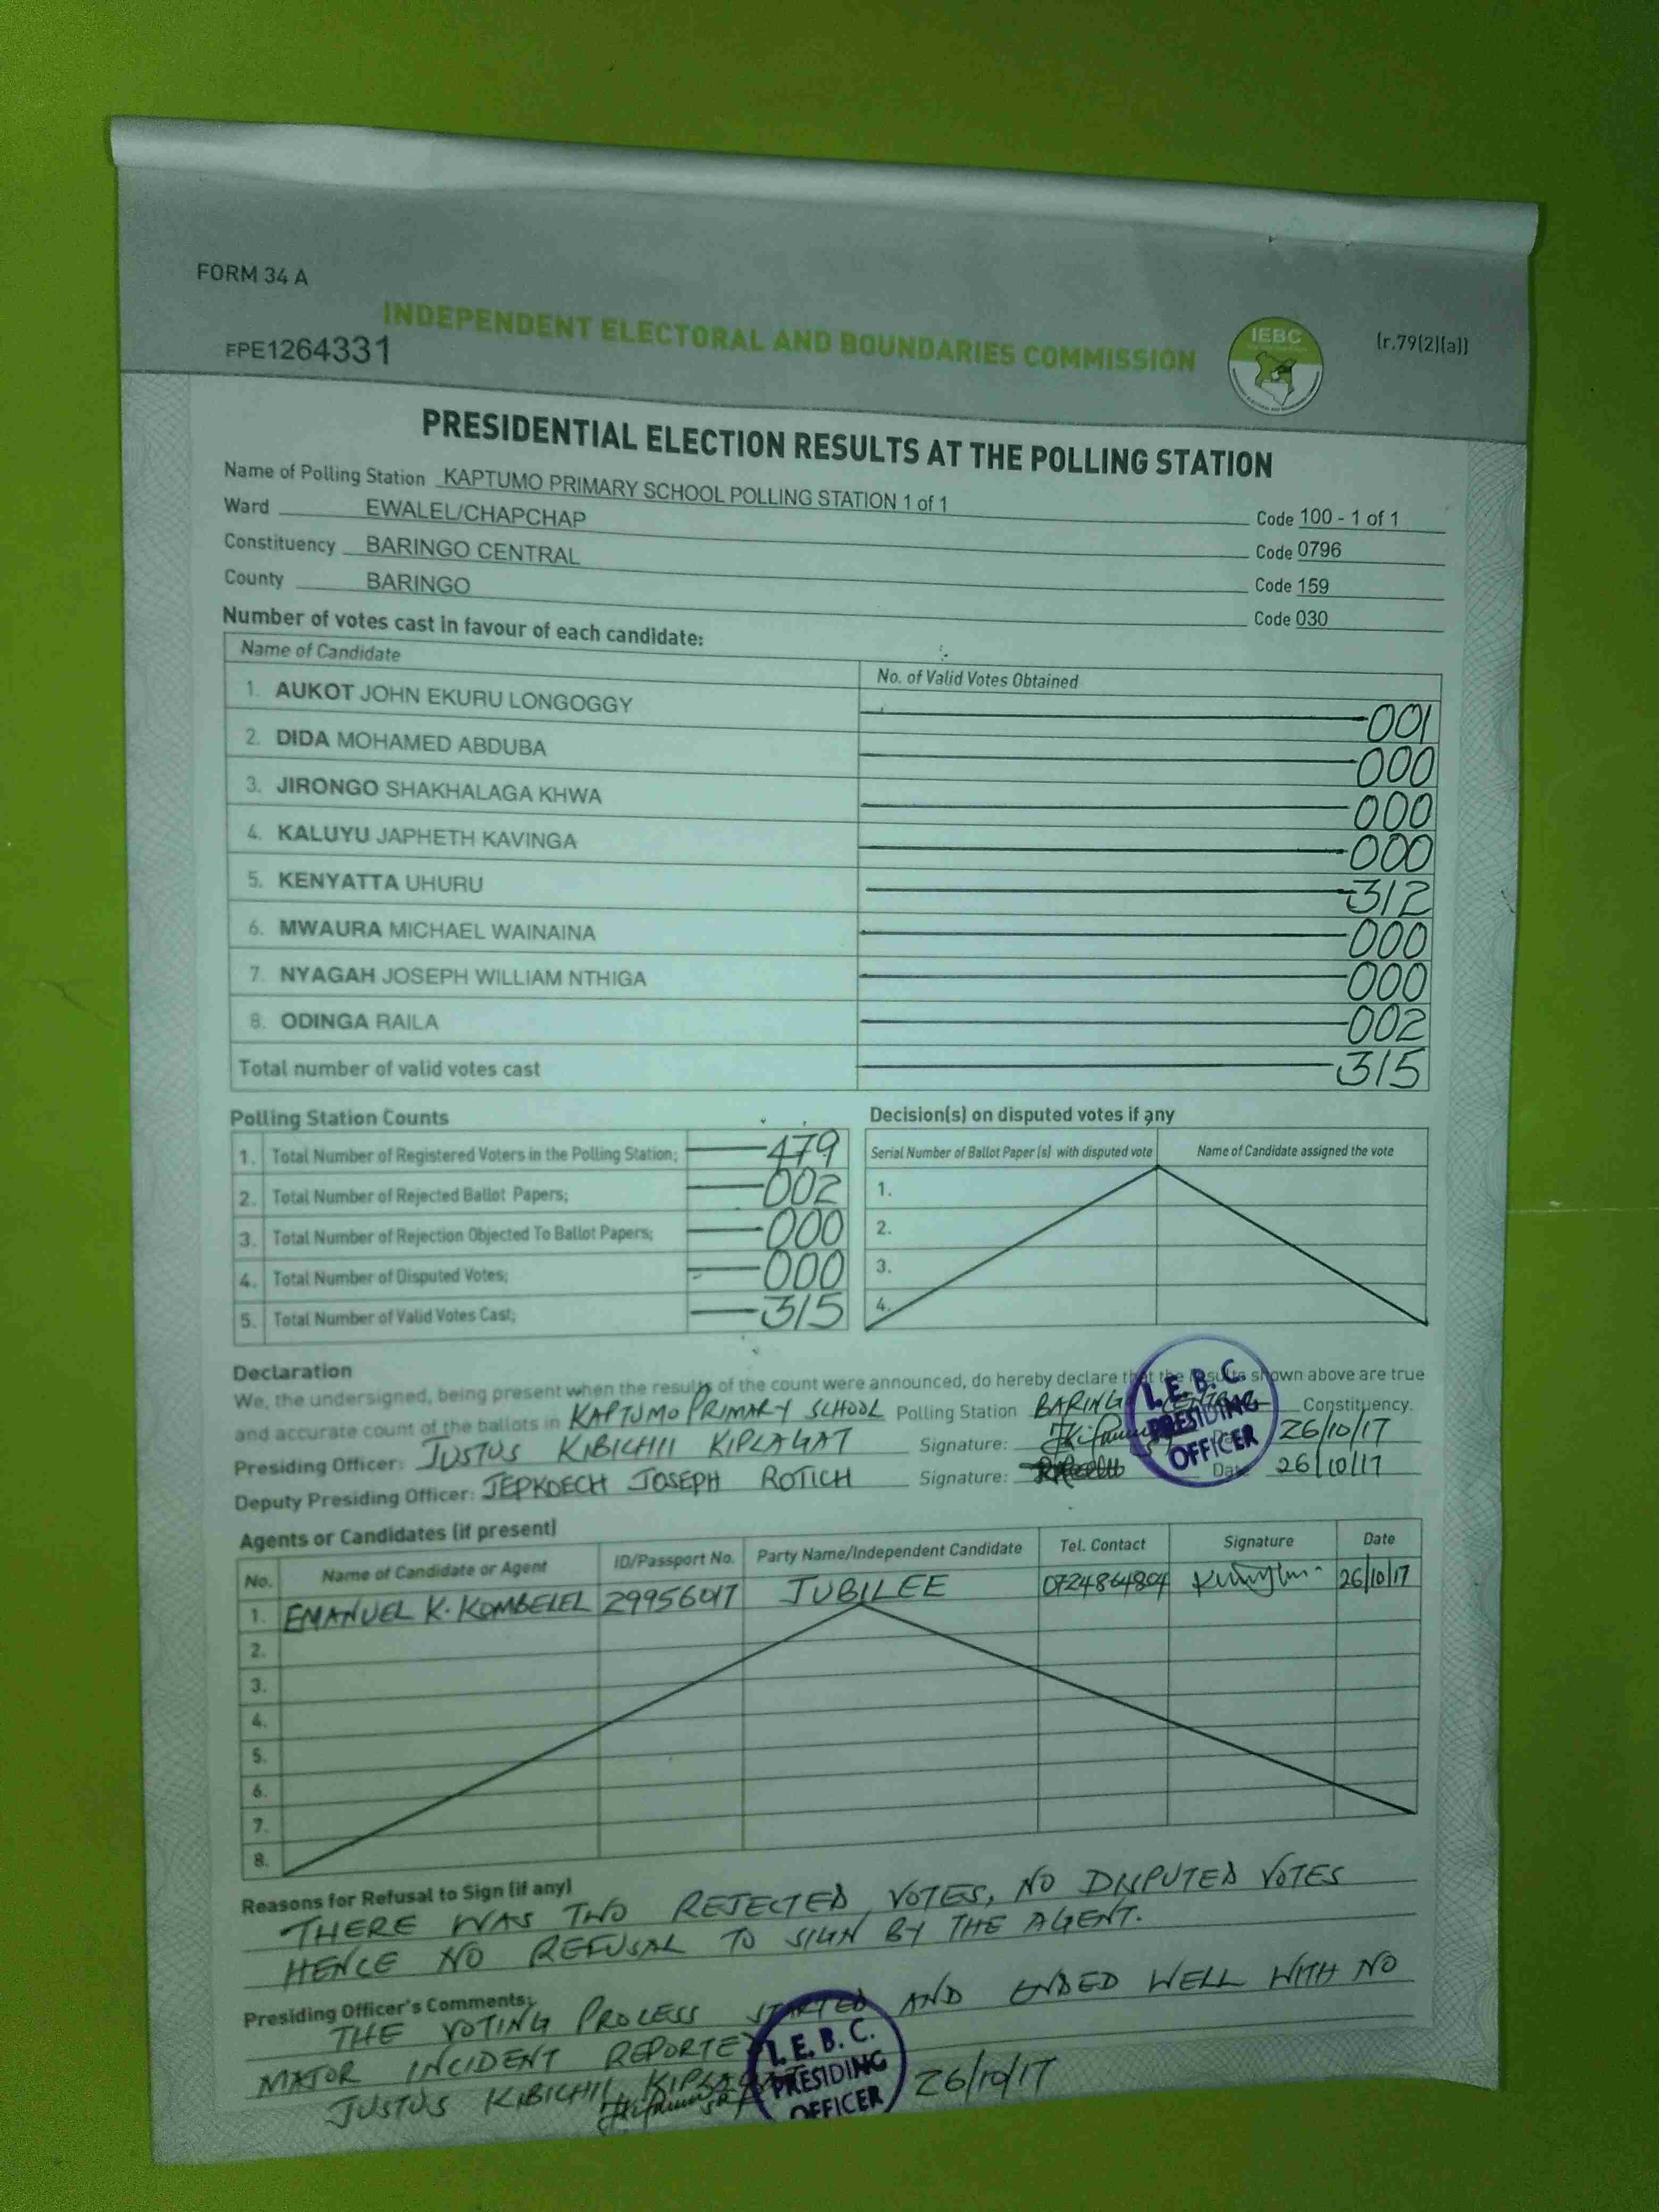 FORM 34 A
INDEPENDENT ELECTORAL AND BOUNDARIES COMMISSION
IEBC
(r.79(2)(a))
FPE1264331
PRESIDENTIAL ELECTION RESULTS AT THE POLLING STATION
Name of Polling Station KAPTUMO PRIMARY SCHOOL POLLING STATION 1 of 1 Code 100 - 1 of 1
Ward EWALEL/CHAPCHAP Code 0796
Constituency BARINGO CENTRAL Code 159
County BARINGO Code 030
Number of votes cast in favour of each candidate:
Name of Candidate No. of Valid Votes Obtained
1. AUKOT JOHN EKURU LONGOGGY 001
2. DIDA MOHAMED ABDUBA 000
3. JIRONGO SHAKHALAGA KHWA 000
4. KALUYU JAPHETH KAVINGA 000
5. KENYATTA UHURU 312
6. MWAURA MICHAEL WAINAINA 000
7. NYAGAH JOSEPH WILLIAM NTHIGA 000
8. ODINGA RAILA 002
Total number of valid votes cast 315
Polling Station Counts
1. Total Number of Registered Voters in the Polling Station; 479
2. Total Number of Rejected Ballot Papers; 002
3. Total Number of Rejection Objected To Ballot Papers; 000
4. Total Number of Disputed Votes; 000
5. Total Number of Valid Votes Cast; 315
Decision(s) on disputed votes if any
Serial Number of Ballot Paper (s) with disputed vote Name of Candidate assigned the vote
1.
2.
3.
4.
Declaration
We, the undersigned, being present when the results of the count were announced, do hereby declare that the results shown above are true
and accurate count of the ballots in KAPTUMO PRIMARY SCHOOL Polling Station BARINGO CENTRAL Constituency.
Presiding Officer: JUSTUS KIBICHII KIPLAGAT Signature: 26/10/17
Deputy Presiding Officer: JEPKOECH JOSEPH ROTICH Signature: Date 26/10/17
I.E.B.C
PRESIDING
OFFICER
Agents or Candidates (if present)
No. Name of Candidate or Agent ID/Passport No. Party Name/Independent Candidate Tel. Contact Signature Date
1. EMANUEL K. KOMBELEL 29956017 JUBILEE 0724864804 26/10/17
2.
3.
4.
5.
6.
7.
8.
Reasons for Refusal to Sign (if any)
THERE WAS TWO REJECTED VOTES, NO DISPUTED VOTES
HENCE NO REFUSAL TO SIGN BY THE AGENT.
Presiding Officer's Comments;
THE VOTING PROCESS STARTED AND ENDED WELL WITH NO
MAJOR INCIDENT REPORTED
JUSTUS KIBICHII KIPLAGAT 26/10/17
I.E.B.C.
PRESIDING
OFFICER